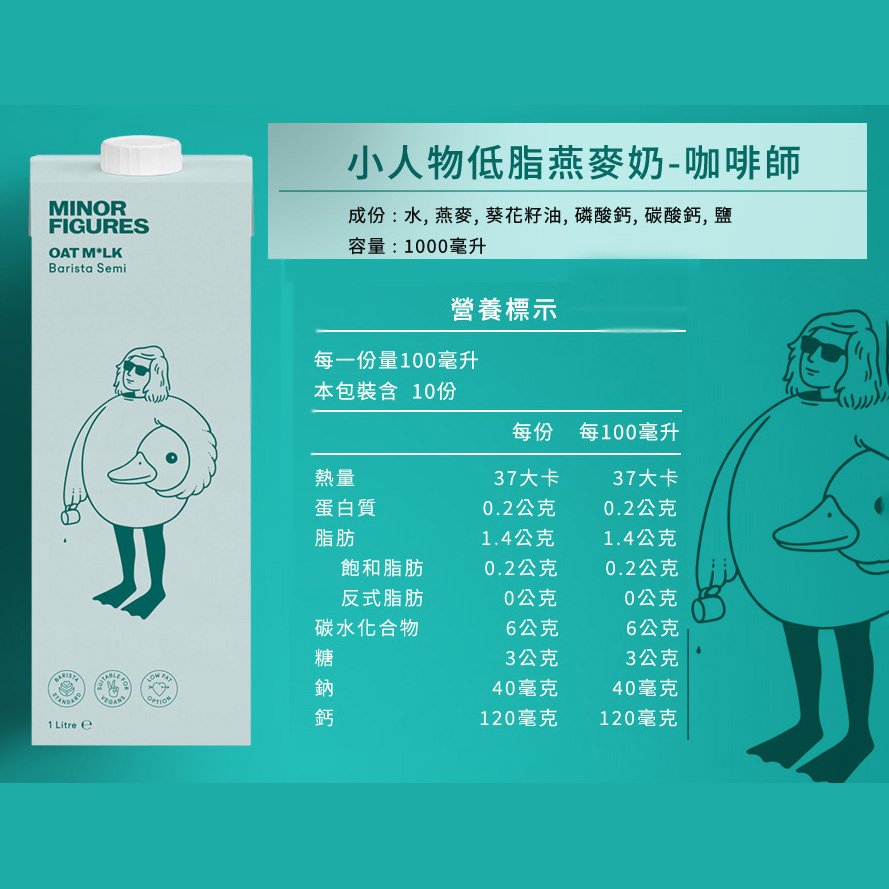 小人物低脂燕麥奶-咖啡師
成份：水, 燕麥, 葵花籽油, 磷酸鈣, 碳酸鈣, 鹽
容量：1000毫升
MINOR
FIGURES
OAT M*LK
Barista Semi
BARISTA STANDARD
SUITABLE FOR VEGANS
LOW FAT OPTION
1 Litre ℮
營養標示
每一份量100毫升
本包裝含 10份
每份 每100毫升
熱量 37大卡 37大卡
蛋白質 0.2公克 0.2公克
脂肪 1.4公克 1.4公克
飽和脂肪 0.2公克 0.2公克
反式脂肪 0公克 0公克
碳水化合物 6公克 6公克
糖 3公克 3公克
鈉 40毫克 40毫克
鈣 120毫克 120毫克